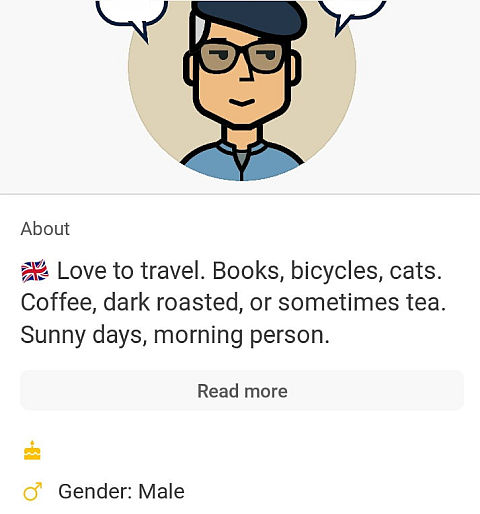 About
🇬🇧 Love to travel. Books, bicycles, cats.
Coffee, dark roasted, or sometimes tea.
Sunny days, morning person.
Read more
Gender: Male